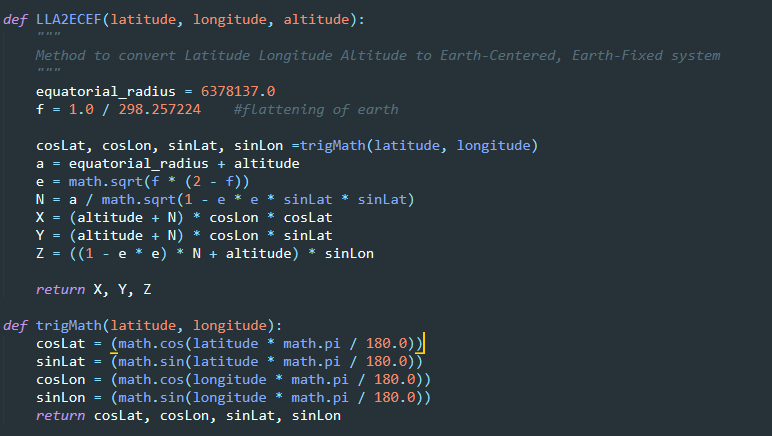 def LLA2ECEF(latitude, longitude, altitude):
"""
Method to convert Latitude Longitude Altitude to Earth-Centered, Earth-Fixed system
"""
equatorial_radius = 6378137.0
f = 1.0 / 298.257224    #flattening of earth
cosLat, cosLon, sinLat, sinLon =trigMath(latitude, longitude)
a = equatorial_radius + altitude
e = math.sqrt(f * (2 - f))
N = a / math.sqrt(1 - e * e * sinLat * sinLat)
X = (altitude + N) * cosLon * cosLat
Y = (altitude + N) * cosLon * sinLat
Z = ((1 - e * e) * N + altitude) * sinLon
return X, Y, Z
def trigMath(latitude, longitude):
cosLat = (math.cos(latitude * math.pi / 180.0))
sinLat = (math.sin(latitude * math.pi / 180.0))
cosLon = (math.cos(longitude * math.pi / 180.0))
sinLon = (math.sin(longitude * math.pi / 180.0))
return cosLat, cosLon, sinLat, sinLon